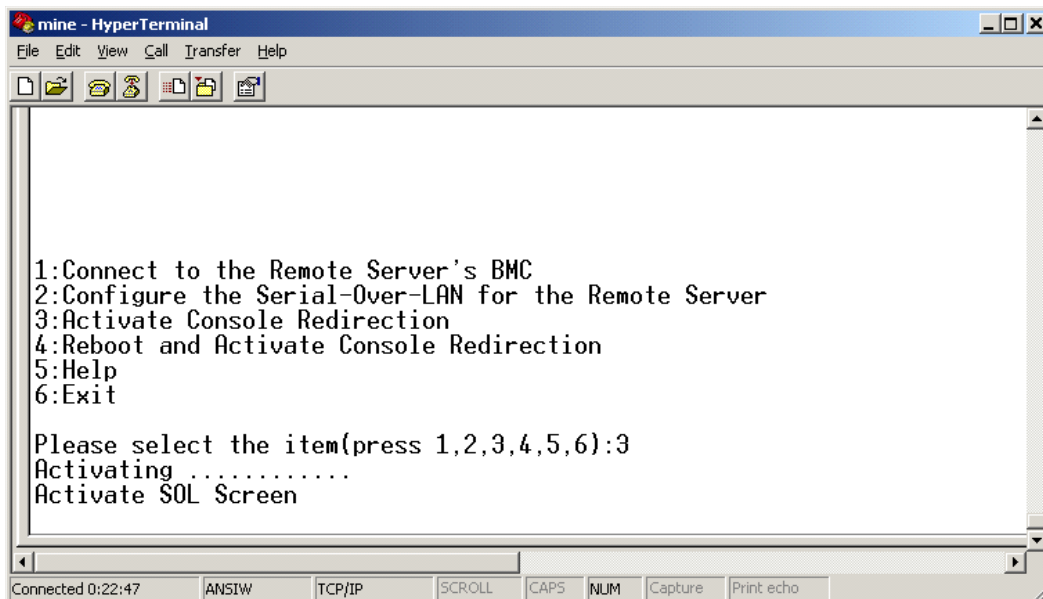 mine - HyperTerminal
File Edit View Call Transfer Help
1:Connect to the Remote Server's BMC
2:Configure the Serial-Over-LAN for the Remote Server
3:Activate Console Redirection
4:Reboot and Activate Console Redirection
5:Help
6:Exit
Please select the item(press 1,2,3,4,5,6):3
Activating ............
Activate SOL Screen
Connected 0:22:47 ANSIW TCP/IP SCROLL CAPS NUM Capture Print echo